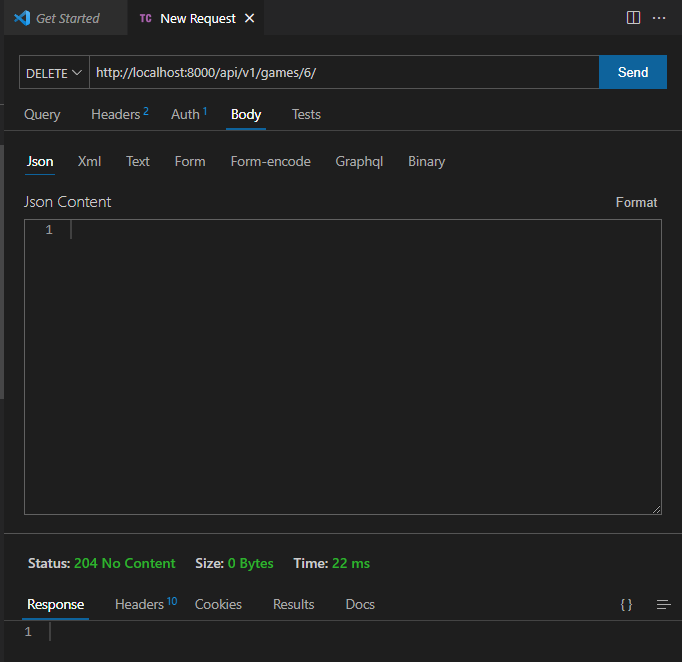 Get Started TC New Request ✕ ···
DELETE http://localhost:8000/api/v1/games/6/ Send
Query Headers 2 Auth 1 Body Tests
Json Xml Text Form Form-encode Graphql Binary
Json Content Format
1
Status: 204 No Content Size: 0 Bytes Time: 22 ms
Response Headers 10 Cookies Results Docs { }
1